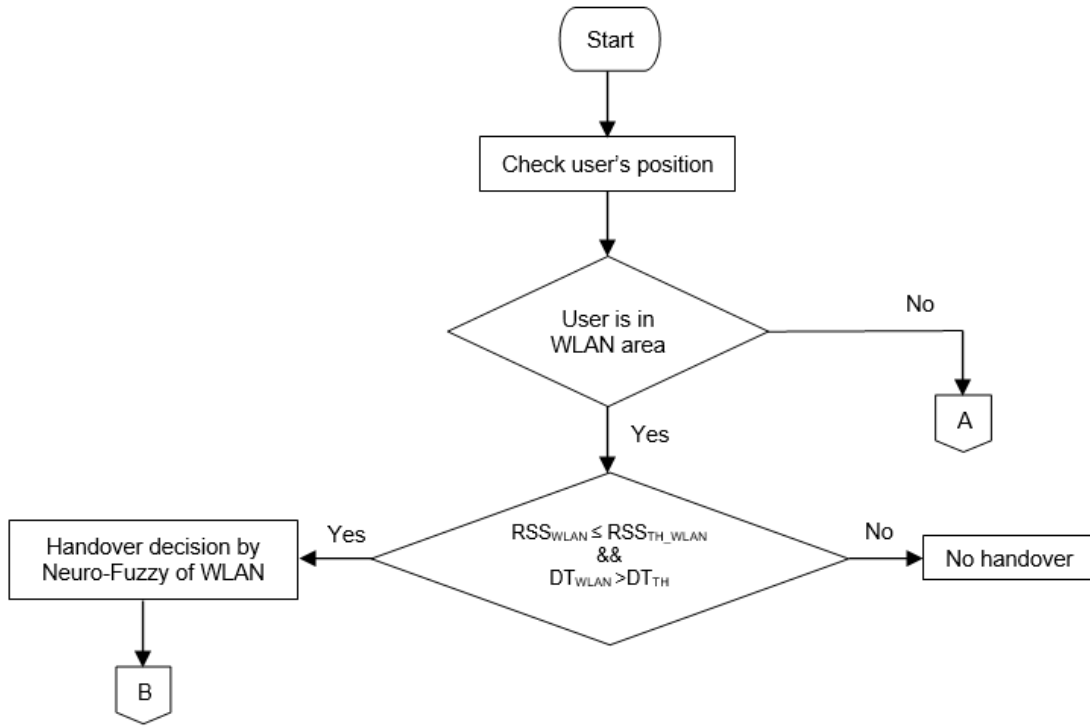 Start
Check user’s position
User is in
WLAN area
No
A
Yes
RSSWLAN ≤ RSSTH_WLAN
&&
DTWLAN >DTTH
Yes
No
Handover decision by
Neuro-Fuzzy of WLAN
No handover
B